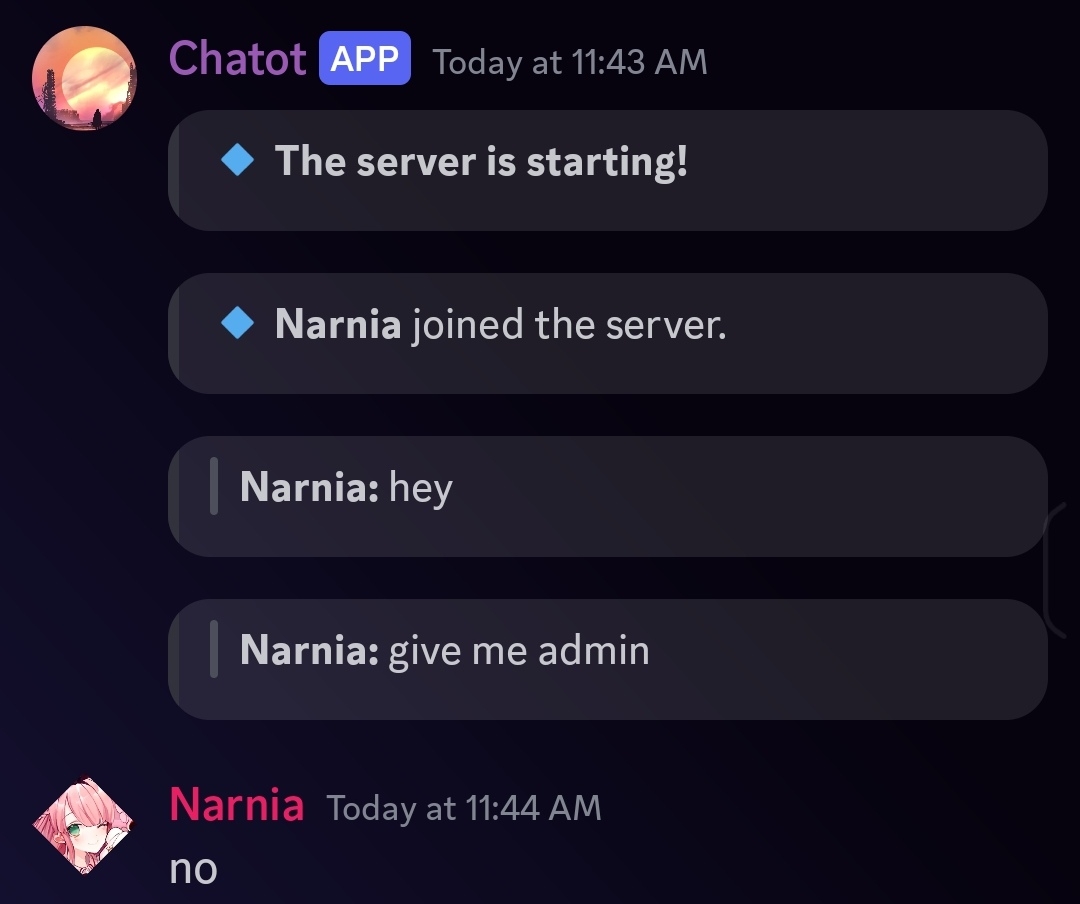 Chatot APP Today at 11:43 AM
The server is starting!
Narnia joined the server.
Narnia: hey
Narnia: give me admin
Narnia Today at 11:44 AM
no